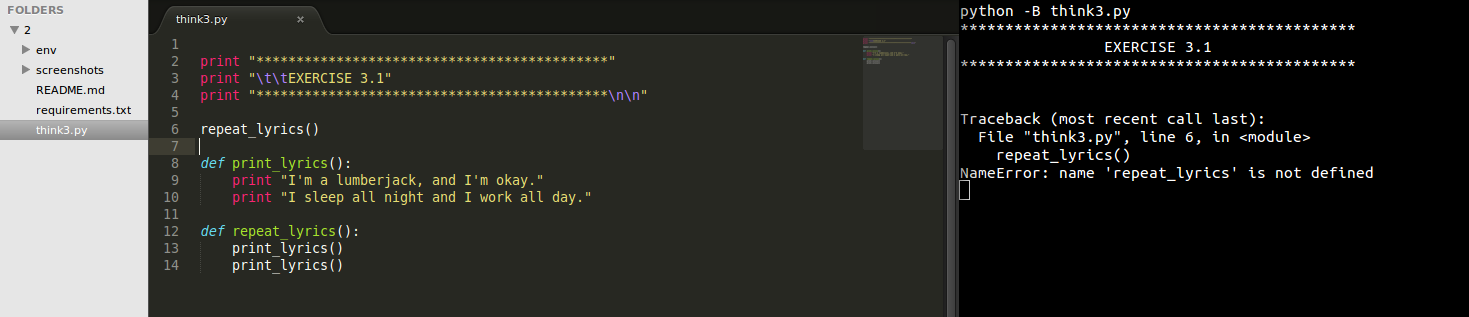 FOLDERS
2
env
screenshots
README.md
requirements.txt
think3.py
think3.py ×
1
2 print "********************************************"
3 print "\t\tEXERCISE 3.1"
4 print "********************************************\n\n"
5
6 repeat_lyrics()
7
8 def print_lyrics():
9     print "I'm a lumberjack, and I'm okay."
10     print "I sleep all night and I work all day."
11
12 def repeat_lyrics():
13     print_lyrics()
14     print_lyrics()
python -B think3.py
********************************************
                EXERCISE 3.1
********************************************
Traceback (most recent call last):
  File "think3.py", line 6, in <module>
    repeat_lyrics()
NameError: name 'repeat_lyrics' is not defined